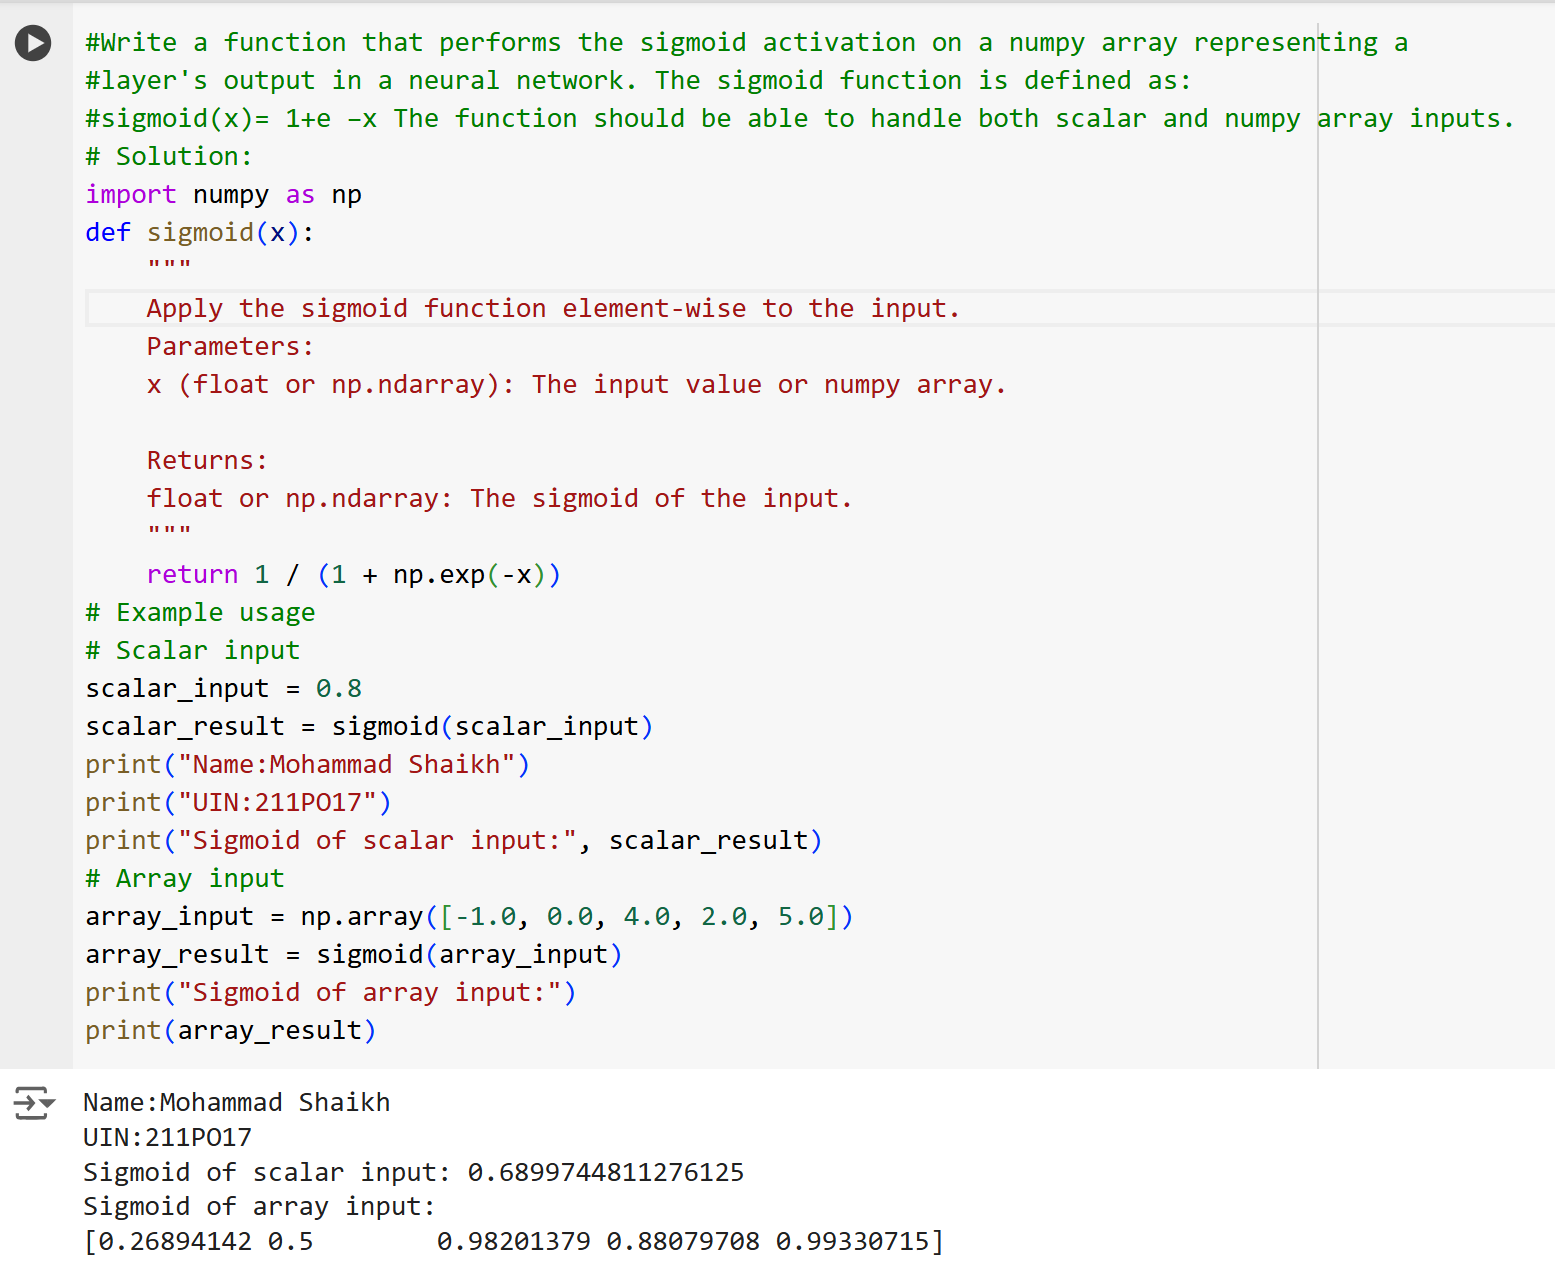 #Write a function that performs the sigmoid activation on a numpy array representing a
#layer's output in a neural network. The sigmoid function is defined as:
#sigmoid(x)= 1+e −x The function should be able to handle both scalar and numpy array inputs.
# Solution:
import numpy as np
def sigmoid(x):
    """
    Apply the sigmoid function element-wise to the input.
    Parameters:
    x (float or np.ndarray): The input value or numpy array.

    Returns:
    float or np.ndarray: The sigmoid of the input.
    """
    return 1 / (1 + np.exp(-x))
# Example usage
# Scalar input
scalar_input = 0.8
scalar_result = sigmoid(scalar_input)
print("Name:Mohammad Shaikh")
print("UIN:211PO17")
print("Sigmoid of scalar input:", scalar_result)
# Array input
array_input = np.array([-1.0, 0.0, 4.0, 2.0, 5.0])
array_result = sigmoid(array_input)
print("Sigmoid of array input:")
print(array_result)
Name:Mohammad Shaikh
UIN:211PO17
Sigmoid of scalar input: 0.6899744811276125
Sigmoid of array input:
[0.26894142 0.5        0.98201379 0.88079708 0.99330715]